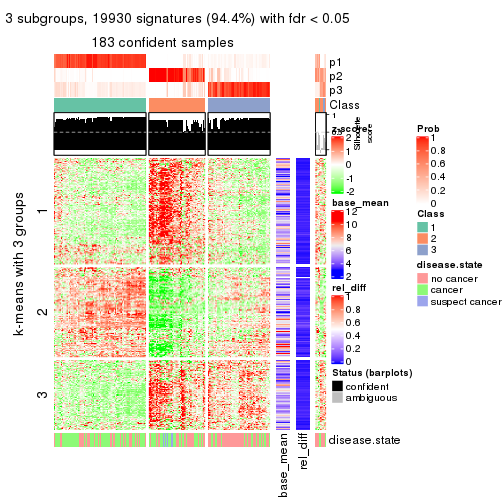 3 subgroups, 19930 signatures (94.4%) with fdr < 0.05
183 confident samples
p1
p2
p3
Class
1
0.5
0
Silhouette
score
k-means with 3 groups
1
2
3
disease.state
base_mean
rel_diff
z-score
2
1
0
-1
-2
base_mean
12
10
8
6
4
2
rel_diff
1
0.8
0.6
0.4
0.2
0
Status (barplots)
confident
ambiguous
Prob
1
0.8
0.6
0.4
0.2
0
Class
1
2
3
disease.state
no cancer
cancer
suspect cancer